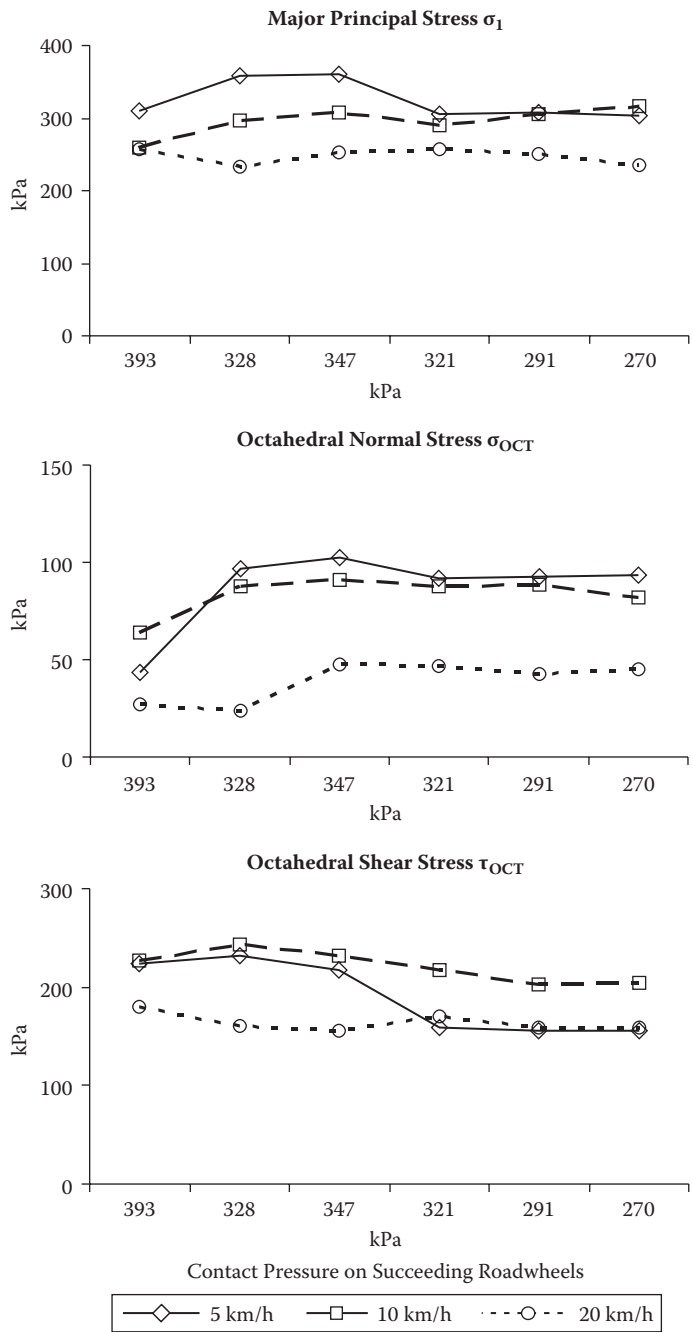 Major Principal Stress σ1
400
300
200
100
0
kPa
393 328 347 321 291 270
kPa
Octahedral Normal Stress σOCT
150
100
50
0
kPa
393 328 347 321 291 270
kPa
Octahedral Shear Stress τOCT
300
200
100
0
kPa
393 328 347 321 291 270
kPa
Contact Pressure on Succeeding Roadwheels
5 km/h 10 km/h 20 km/h